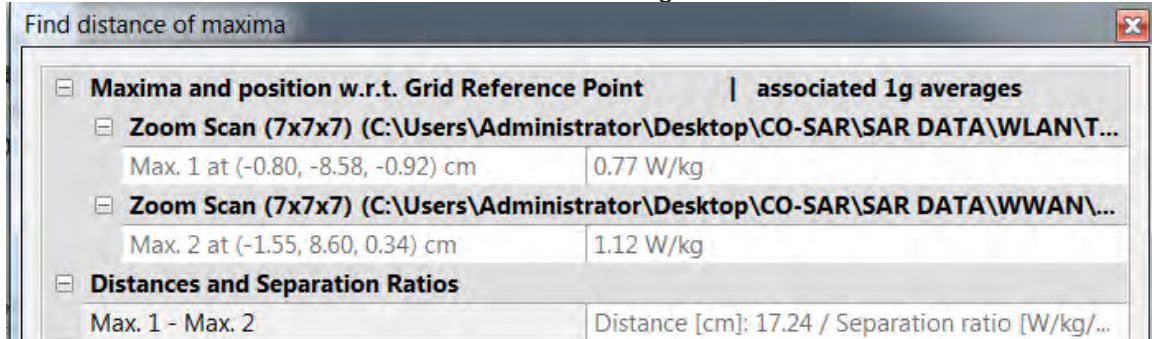 Find distance of maxima
Maxima and position w.r.t. Grid Reference Point | associated 1g averages
Zoom Scan (7x7x7) (C:\Users\Administrator\Desktop\CO-SAR\SAR DATA\WLAN\T...
Max. 1 at (-0.80, -8.58, -0.92) cm 0.77 W/kg
Zoom Scan (7x7x7) (C:\Users\Administrator\Desktop\CO-SAR\SAR DATA\WWAN\...
Max. 2 at (-1.55, 8.60, 0.34) cm 1.12 W/kg
Distances and Separation Ratios
Max. 1 - Max. 2 Distance [cm]: 17.24 / Separation ratio [W/kg/...